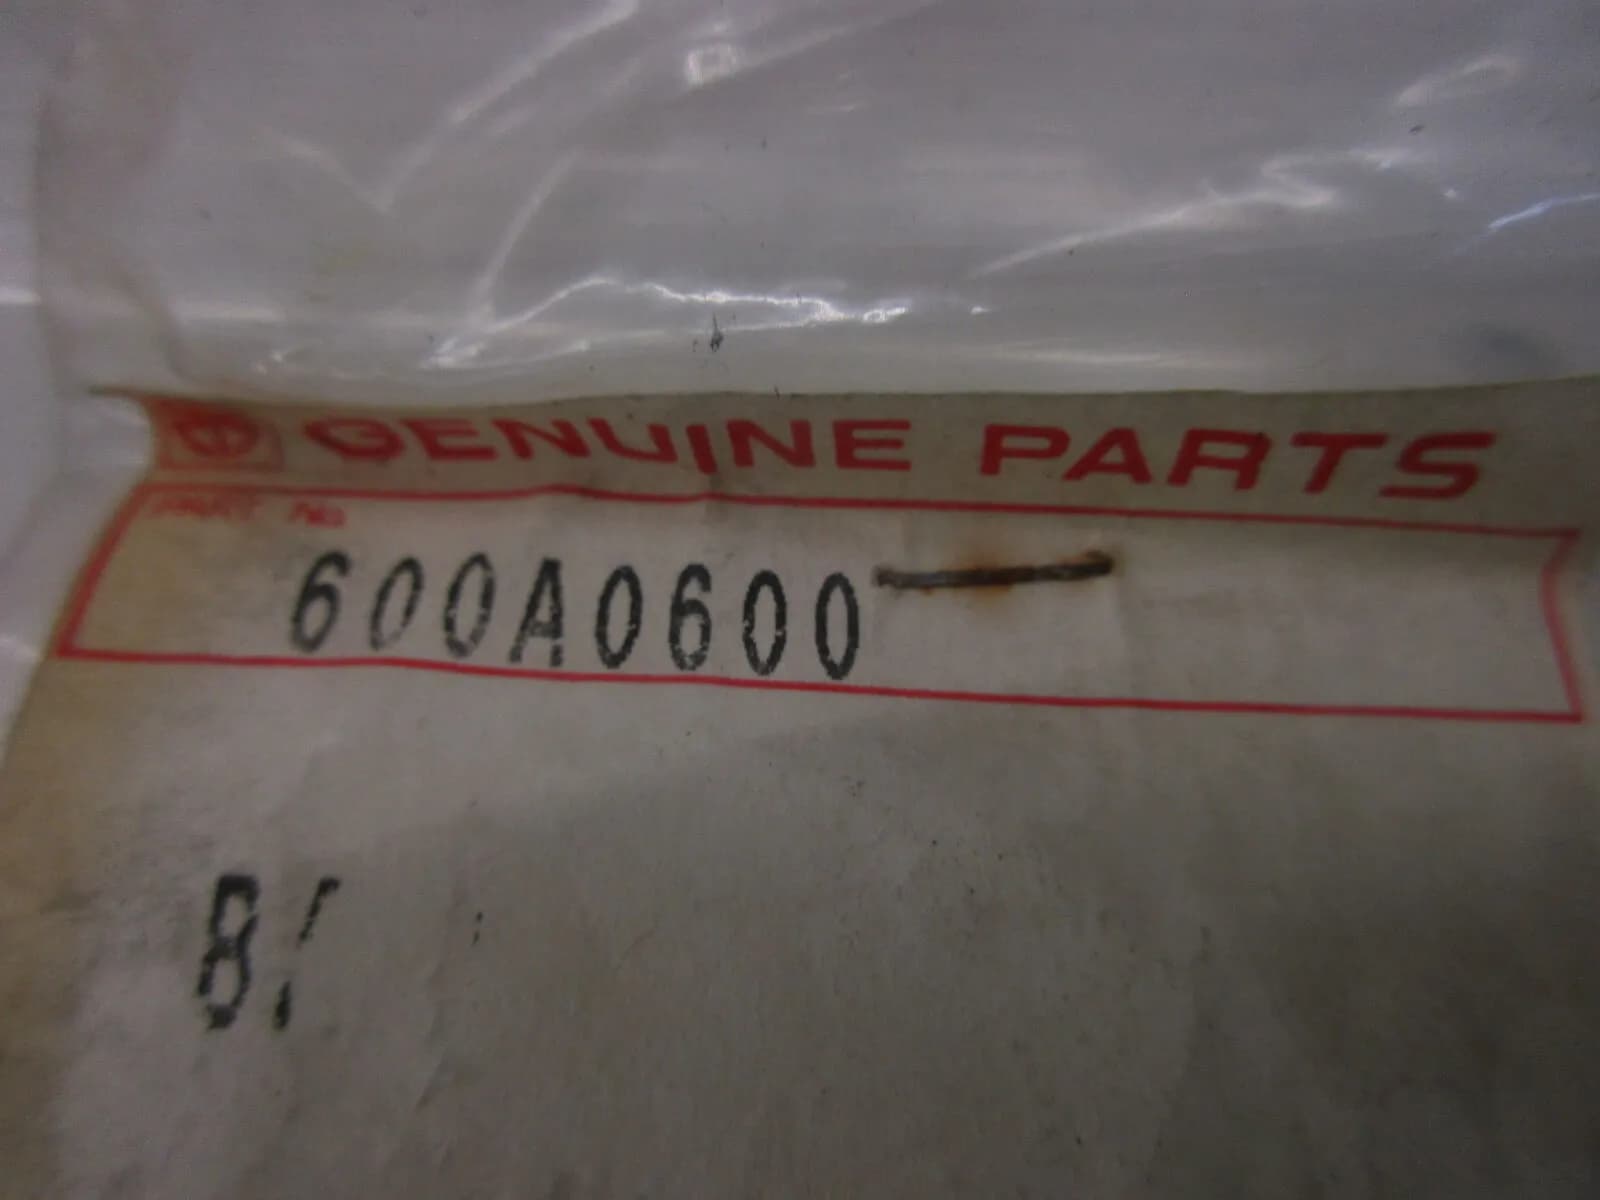 GENUINE PARTS
PART NO.
600A0600
B